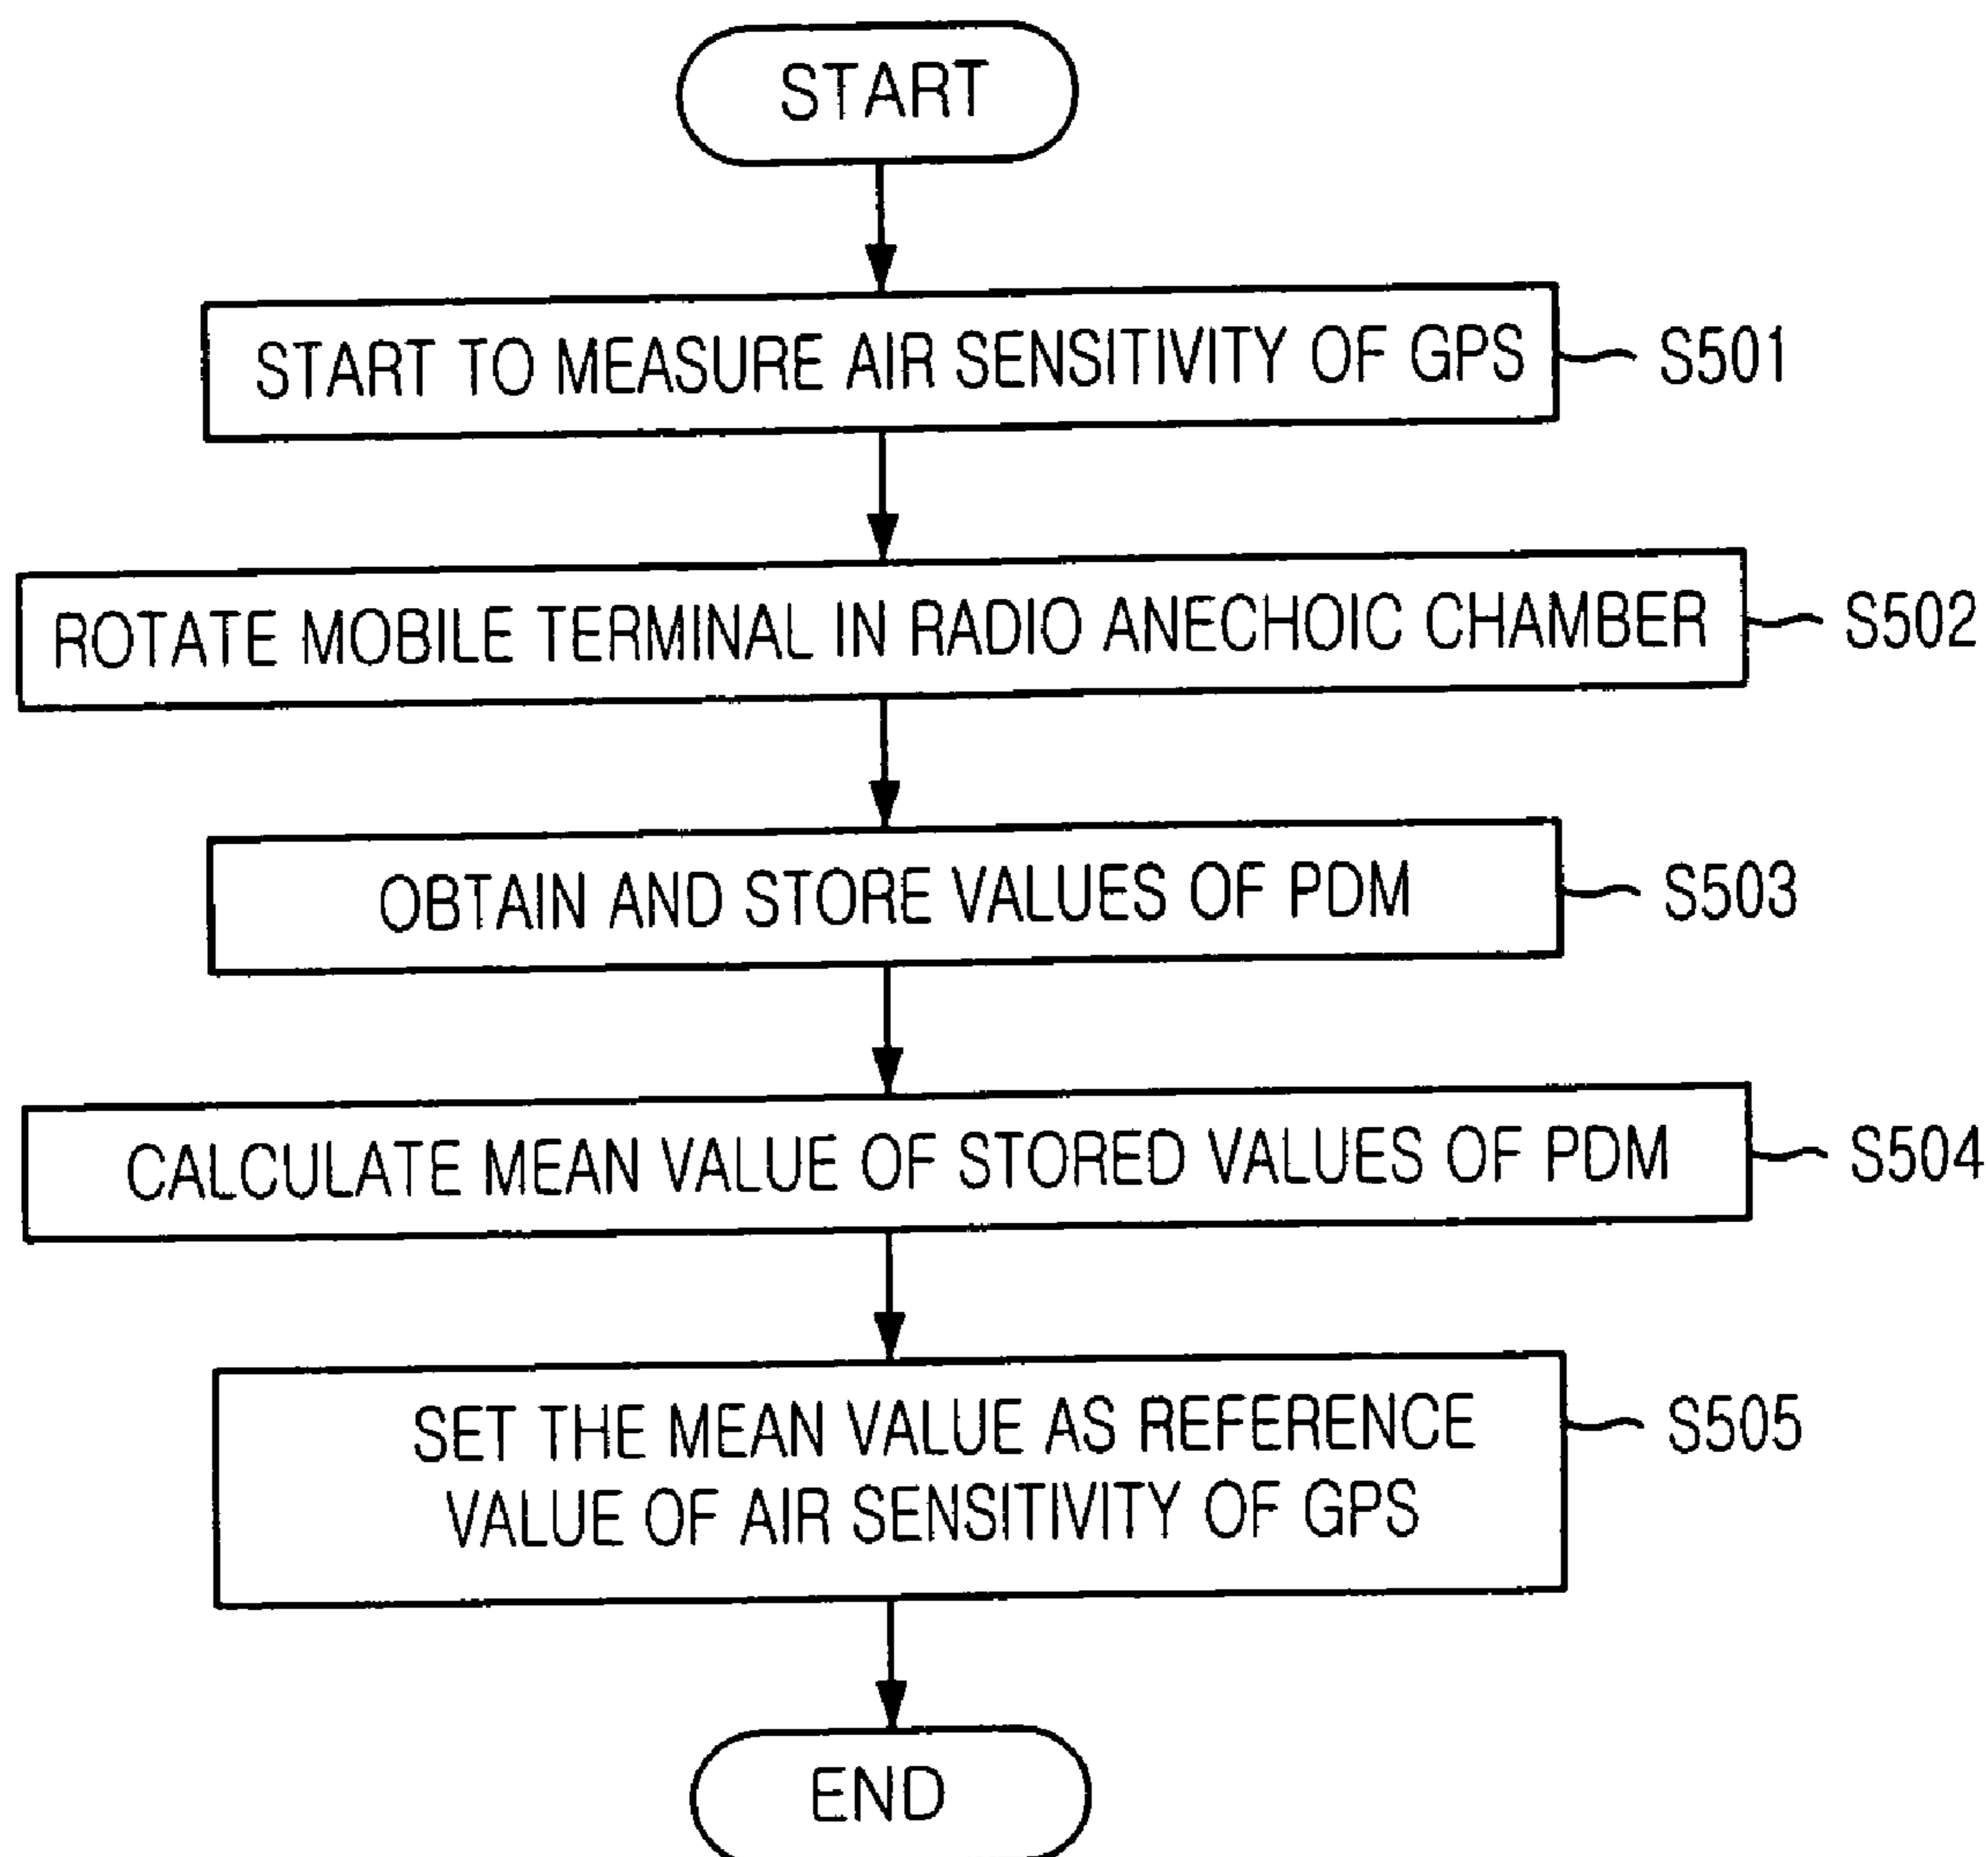 START
START TO MEASURE AIR SENSITIVITY OF GPS
S501
ROTATE MOBILE TERMINAL IN RADIO ANECHOIC CHAMBER
S502
OBTAIN AND STORE VALUES OF PDM
S503
CALCULATE MEAN VALUE OF STORED VALUES OF PDM
S504
SET THE MEAN VALUE AS REFERENCE
VALUE OF AIR SENSITIVITY OF GPS
S505
END